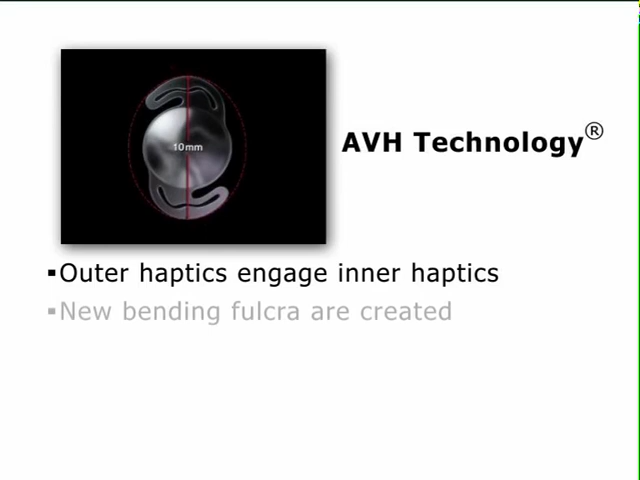 10mm
AVH Technology®
▪Outer haptics engage inner haptics
▪New bending fulcra are created